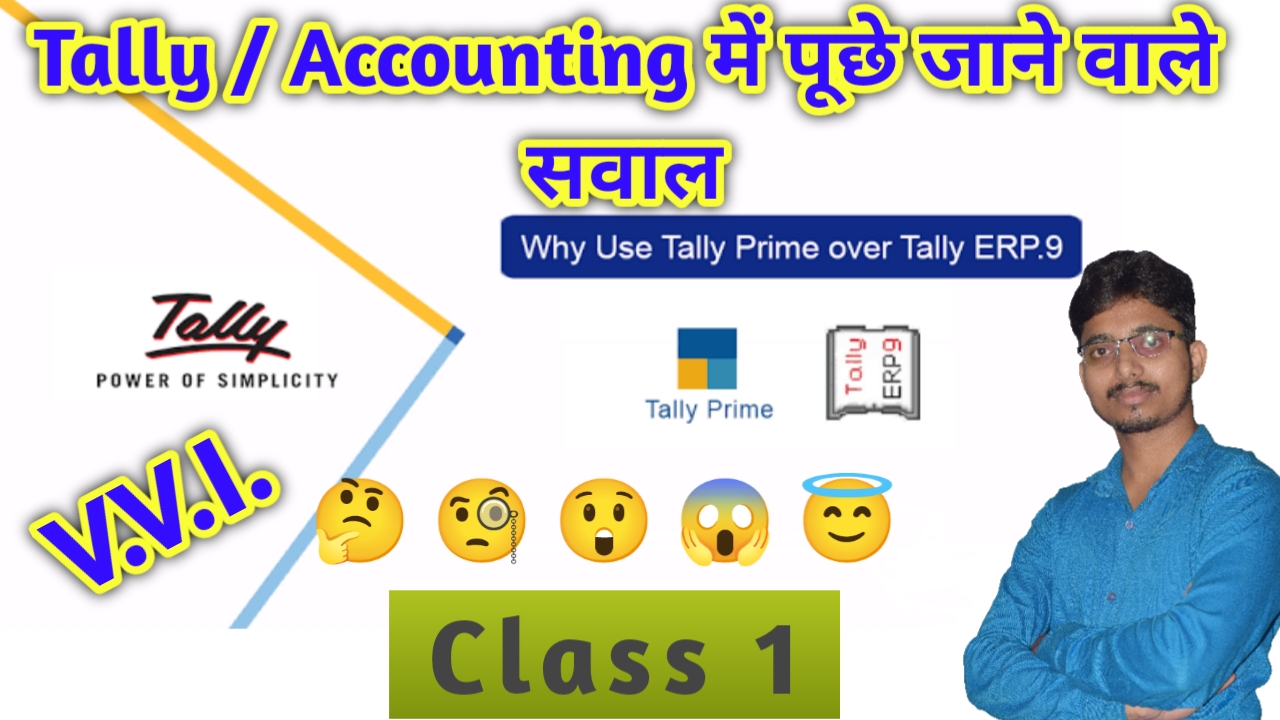 Tally / Accounting में पूछे जाने वाले
सवाल
Why Use Tally Prime over Tally ERP.9
Tally
POWER OF SIMPLICITY
Tally Prime
Tally
ERP9
V.V.I.
Class 1